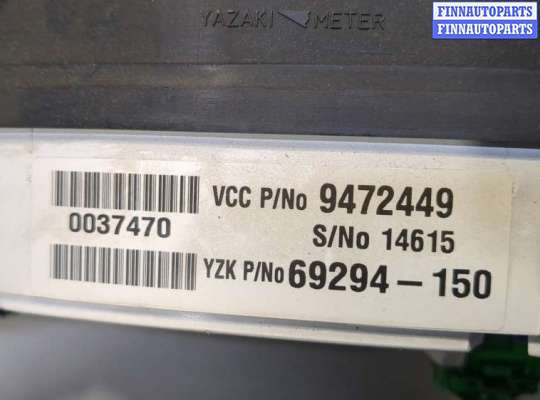 FINNAUTOPARTS
FINNAUTOPARTS
YAZAKI METER
VCC P/No 9472449
0037470
S/No 14615
YZK P/No 69294-150